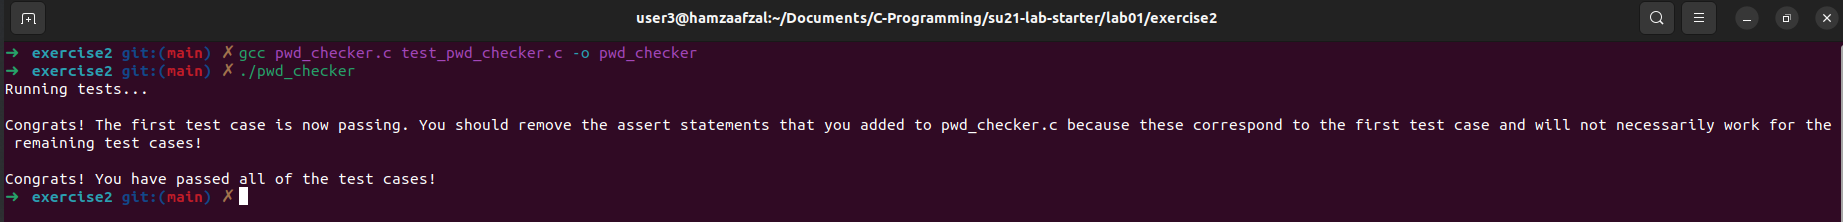 user3@hamzaafzal:~/Documents/C-Programming/su21-lab-starter/lab01/exercise2
➜ exercise2 git:(main) ✗ gcc pwd_checker.c test_pwd_checker.c -o pwd_checker
➜ exercise2 git:(main) ✗ ./pwd_checker
Running tests...
Congrats! The first test case is now passing. You should remove the assert statements that you added to pwd_checker.c because these correspond to the first test case and will not necessarily work for the
remaining test cases!
Congrats! You have passed all of the test cases!
➜ exercise2 git:(main) ✗